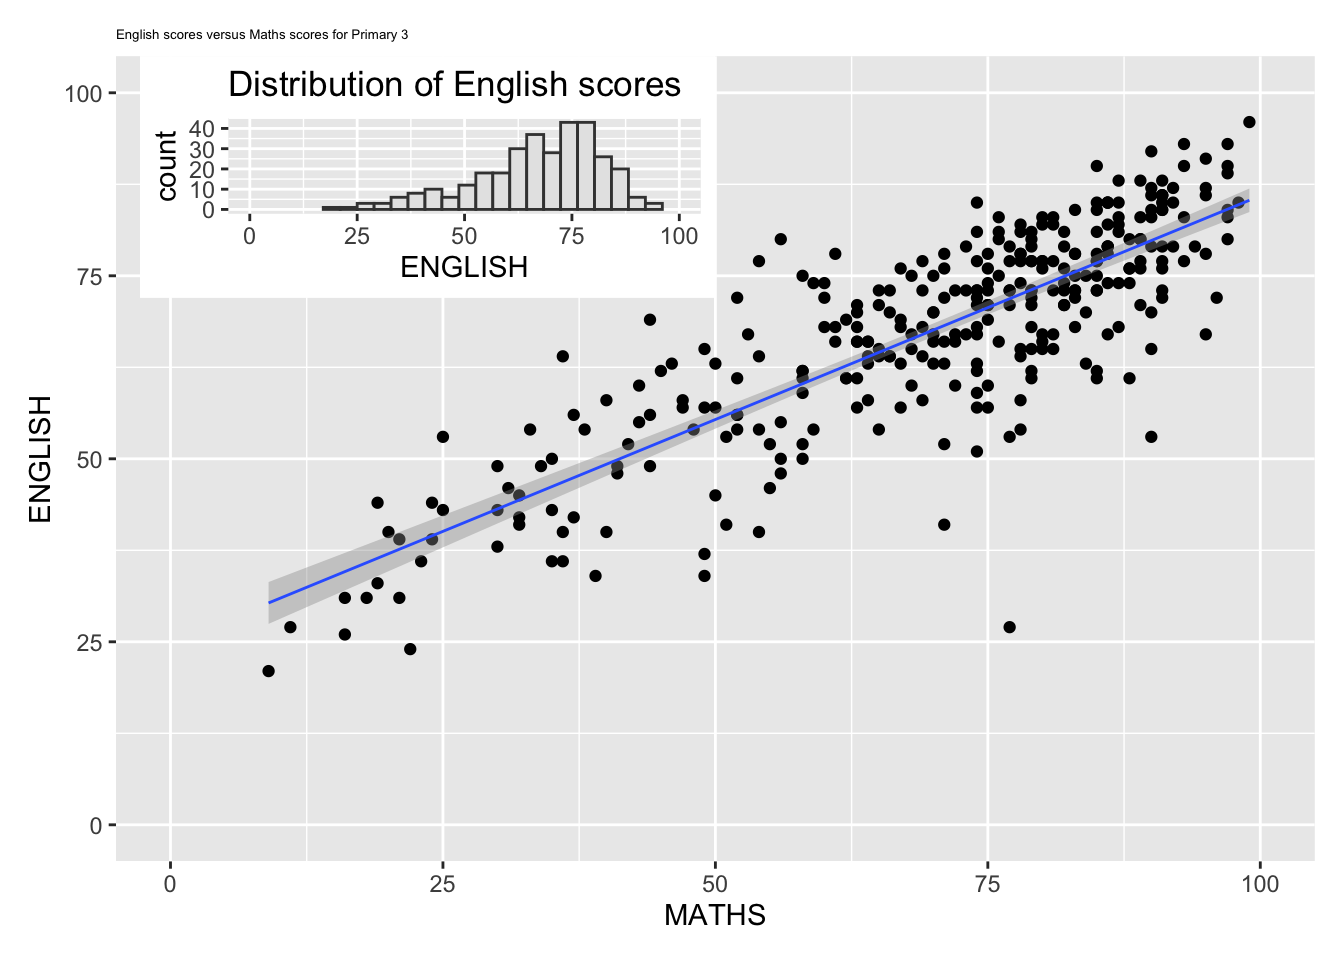 English scores versus Maths scores for Primary 3
Distribution of English scores
count
40
30
20
10
0
0 25 50 75 100
ENGLISH
ENGLISH
100
75
50
25
0
0 25 50 75 100
MATHS